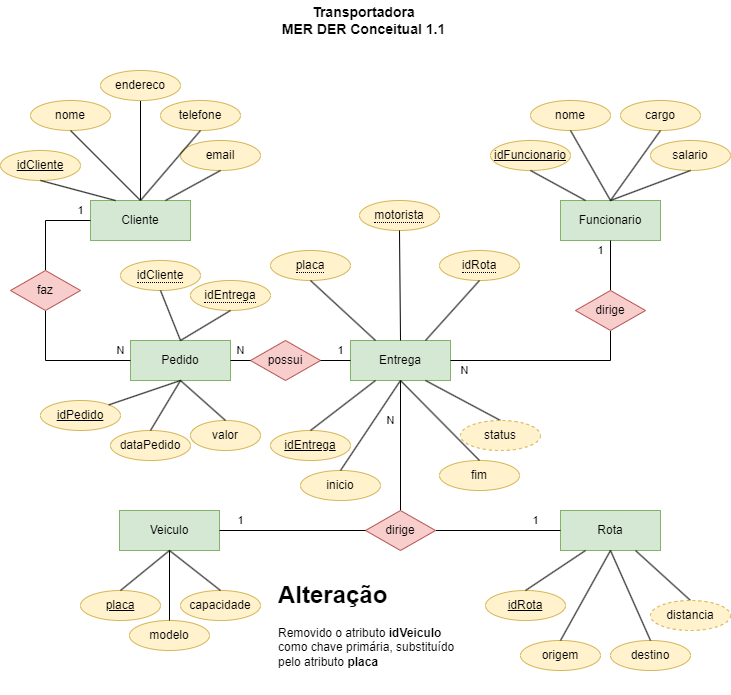 Transportadora
MER DER Conceitual 1.1
endereco
nome
telefone
nome
cargo
idCliente
email
idFuncionario
salario
1
Cliente
motorista
Funcionario
1
idCliente
placa
idRota
faz
idEntrega
dirige
N
Pedido
N
possui
1
Entrega
N
idPedido
dataPedido
valor
N
idEntrega
status
inicio
fim
Veiculo
1
dirige
1
Rota
placa
capacidade
modelo
Alteração
Removido o atributo idVeiculo
como chave primária, substituído
pelo atributo placa
idRota
distancia
origem
destino